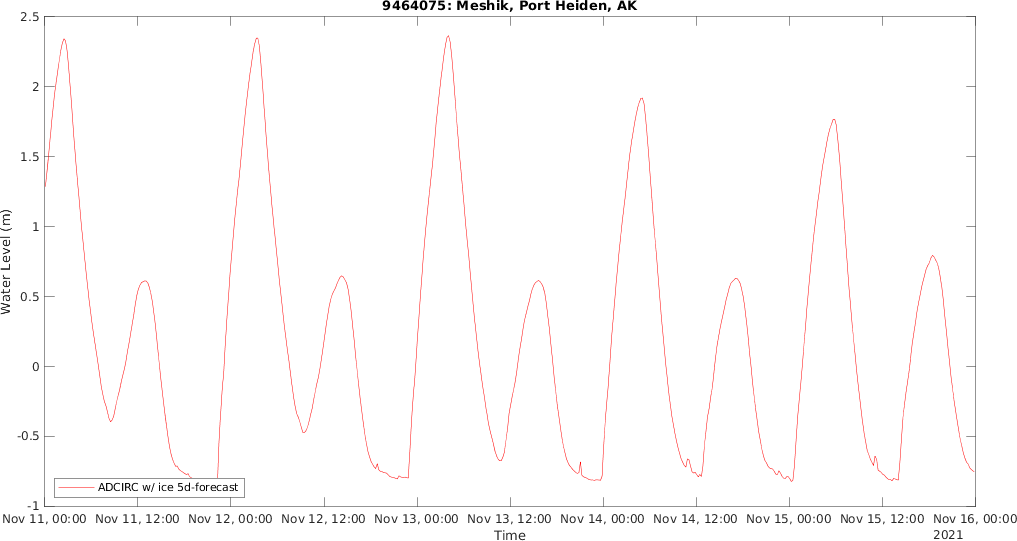 9464075: Meshik, Port Heiden, AK
2.5
2
1.5
1
0.5
0
-0.5
-1
Water Level (m)
ADCIRC w/ ice 5d-forecast
Nov 11, 00:00 Nov 11, 12:00 Nov 12, 00:00 Nov 12, 12:00 Nov 13, 00:00 Nov 13, 12:00 Nov 14, 00:00 Nov 14, 12:00 Nov 15, 00:00 Nov 15, 12:00 Nov 16, 00:00
Time
2021